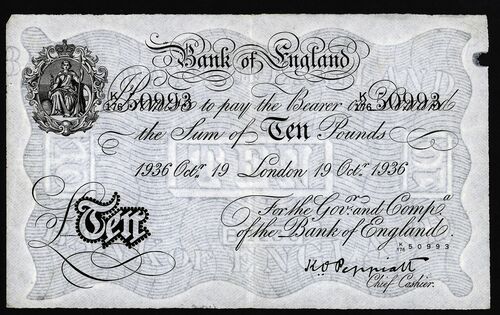 Bank of England
K/176 50993 Promise to pay the Bearer on Demand K/176 50993
the Sum of Ten Pounds
1936 Octr. 19 London 19 Octr. 1936
For the Govr. and Compa.
of the Bank of England.
K/176 50993
£Ten
K O Peppiatt
Chief Cashier.